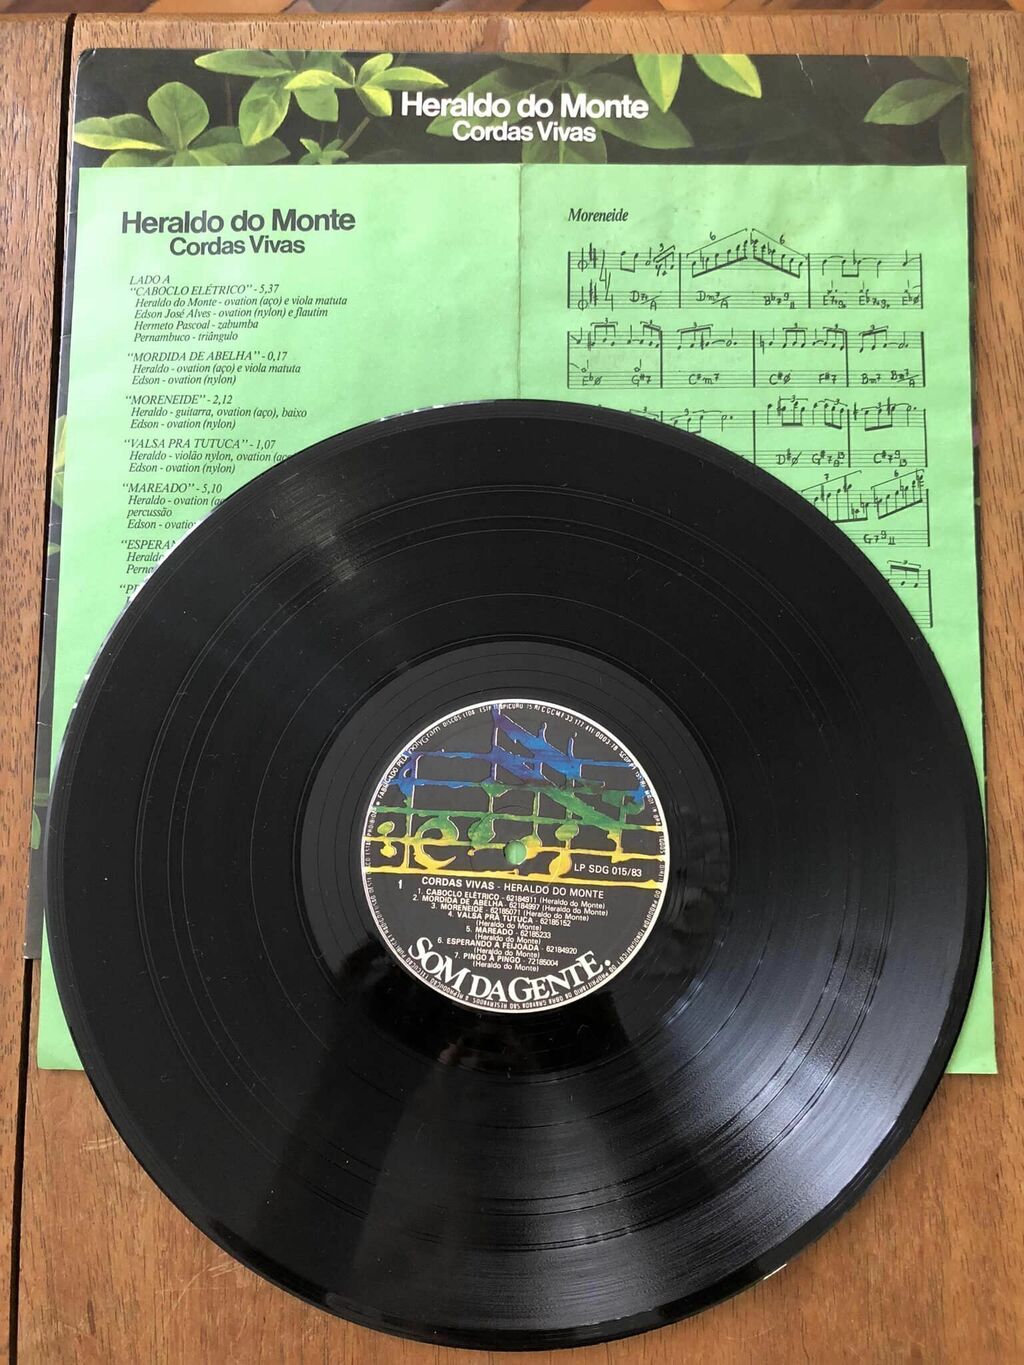 Heraldo do Monte
Cordas Vivas
Heraldo do Monte
Cordas Vivas
LADO A
"CABOCLO ELÉTRICO" - 5,37
Heraldo do Monte - ovation (aço) e viola matuta
Edson José Alves - ovation (nylon) e flautim
Hermeto Pascoal - zabumba
Pernambuco - triângulo
"MORDIDA DE ABELHA" - 0,17
Heraldo - ovation (aço) e viola matuta
Edson - ovation (nylon)
"MORENEIDE" - 2,12
Heraldo - guitarra, ovation (aço), baixo
Edson - ovation (nylon)
"VALSA PRA TUTUCA" - 1,07
Heraldo - violão nylon, ovation
Edson - ovation (nylon)
"MAREADO" - 5,10
Heraldo - ovation
percussão
Edson -
Moreneide
LP SDG 015/83
1
CORDAS VIVAS - HERALDO DO MONTE
1. CABOCLO ELÉTRICO - 62184911 (Heraldo do Monte)
2. MORDIDA DE ABELHA - 62184997 (Heraldo do Monte)
3. MORENEIDE - 62185071 (Heraldo do Monte)
4. VALSA PRÁ TUTUCA - 62185152
(Heraldo do Monte)
5. MAREADO - 62185233
(Heraldo do Monte)
6. ESPERANDO A FEIJOADA - 62184920
(Heraldo do Monte)
7. PINGO A PINGO - 72185004
(Heraldo do Monte)
SOM DA GENTE.